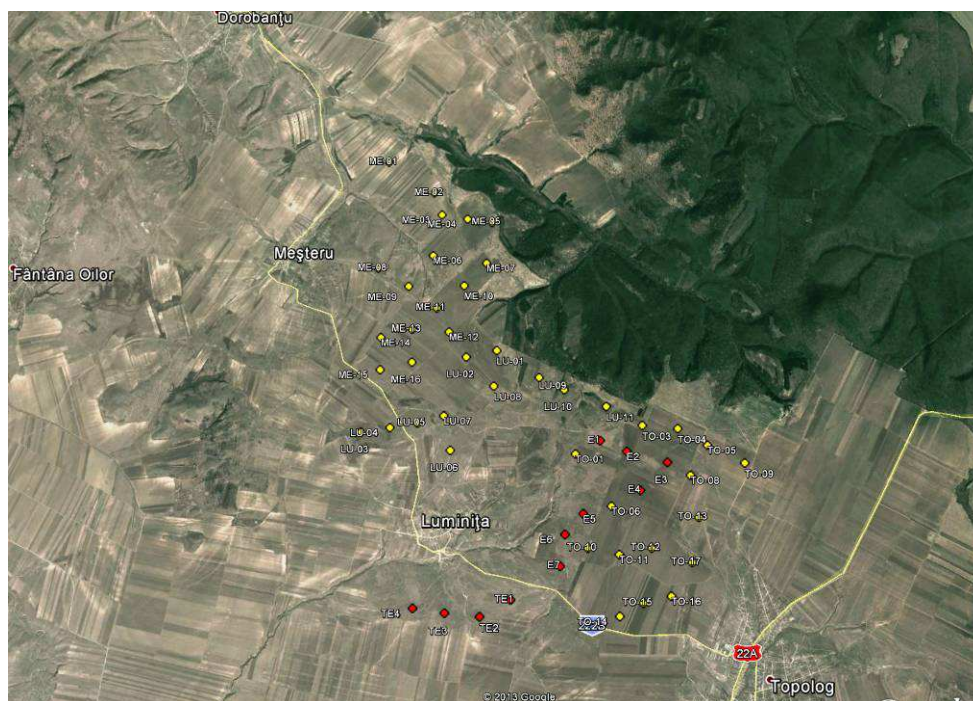 Dorobanțu
ME-01
ME-02
ME-03
ME-04
ME-05
Meșteru
ME-06
ME-07
ME-08
Fântâna Oilor
ME-09
ME-10
ME-11
ME-13
ME-12
ME-14
LU-01
LU-02
ME-15
ME-16
LU-09
LU-08
LU-10
LU-11
LU-05
LU-07
LU-04
TO-03
TO-04
LU-03
E1
TO-05
TO-01
E2
LU-06
TO-09
E3
TO-08
E4
TO-06
Luminița
E5
TO-13
E6
TO-10
TO-12
TO-11
E7
TO-17
TE1
TO-15
TO-16
TE4
TE3
TE2
TO-14
222B
22A
Topolog
© 2013 Google